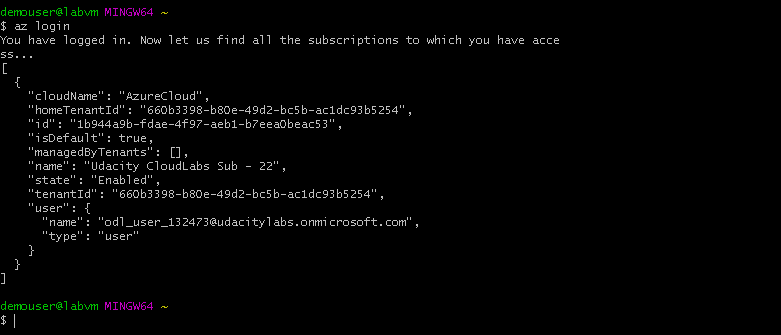 demouser@labvm MINGW64 ~
$ az login
You have logged in. Now let us find all the subscriptions to which you have acce
ss...
[
  {
    "cloudName": "AzureCloud",
    "homeTenantId": "660b3398-b80e-49d2-bc5b-ac1dc93b5254",
    "id": "1b944a9b-fdae-4f97-aeb1-b7eea0beac53",
    "isDefault": true,
    "managedByTenants": [],
    "name": "Udacity CloudLabs Sub - 22",
    "state": "Enabled",
    "tenantId": "660b3398-b80e-49d2-bc5b-ac1dc93b5254",
    "user": {
      "name": "odl_user_132473@udacitylabs.onmicrosoft.com",
      "type": "user"
    }
  }
]
demouser@labvm MINGW64 ~
$